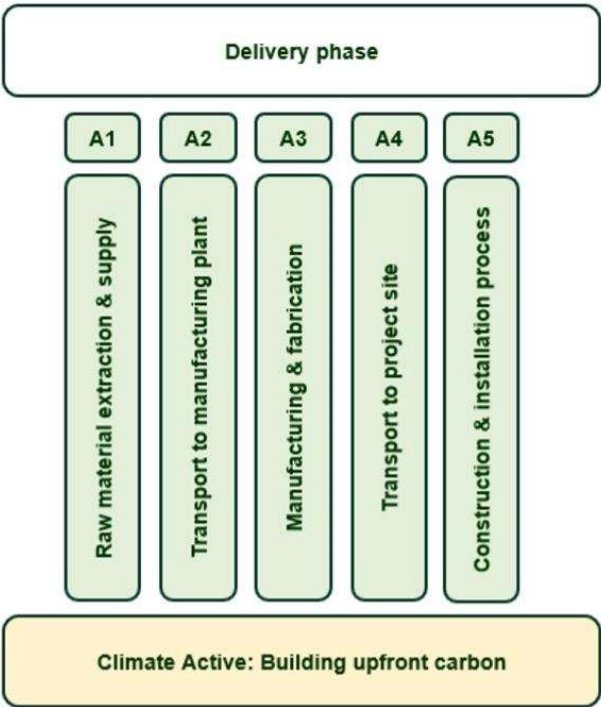 Delivery phase
A1
A2
A3
A4
A5
Raw material extraction & supply
Transport to manufacturing plant
Manufacturing & fabrication
Transport to project site
Construction & installation process
Climate Active: Building upfront carbon